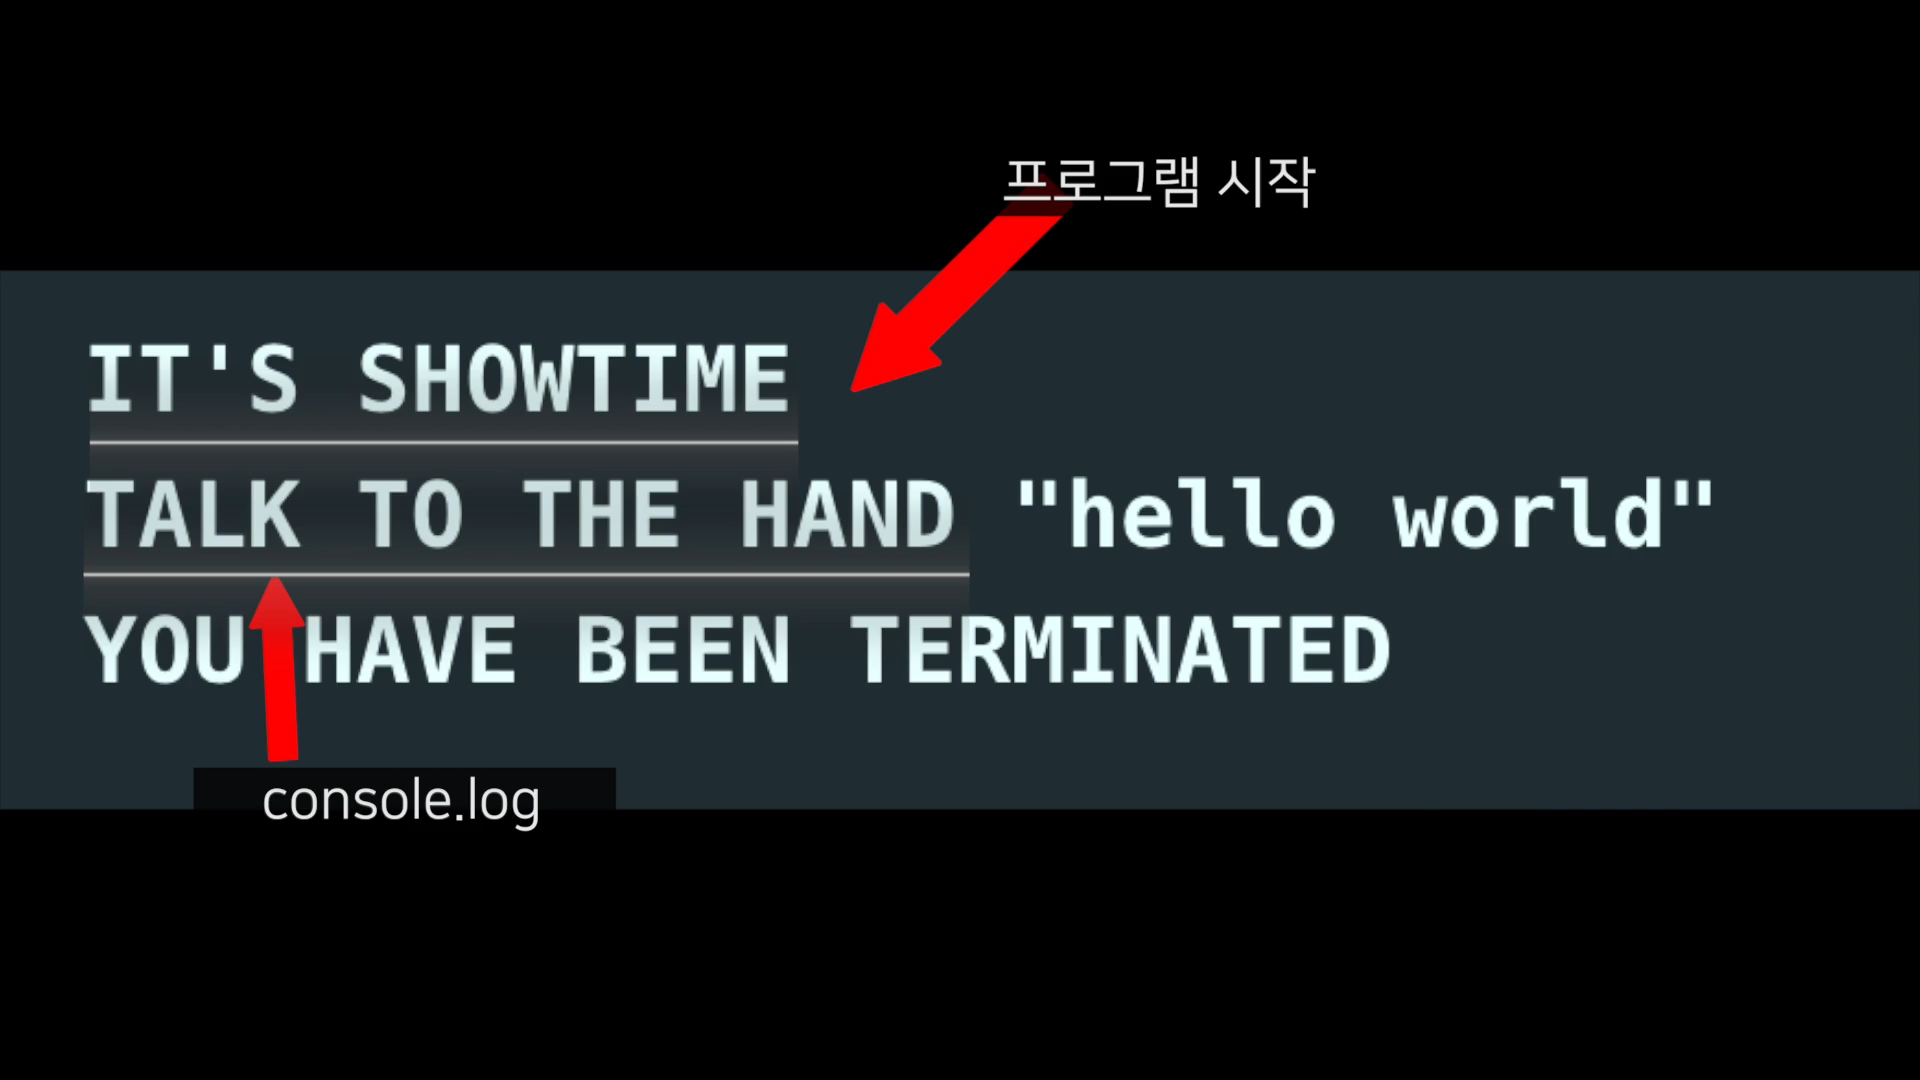 프로그램 시작
IT'S SHOWTIME
TALK TO THE HAND "hello world"
YOU HAVE BEEN TERMINATED
console.log